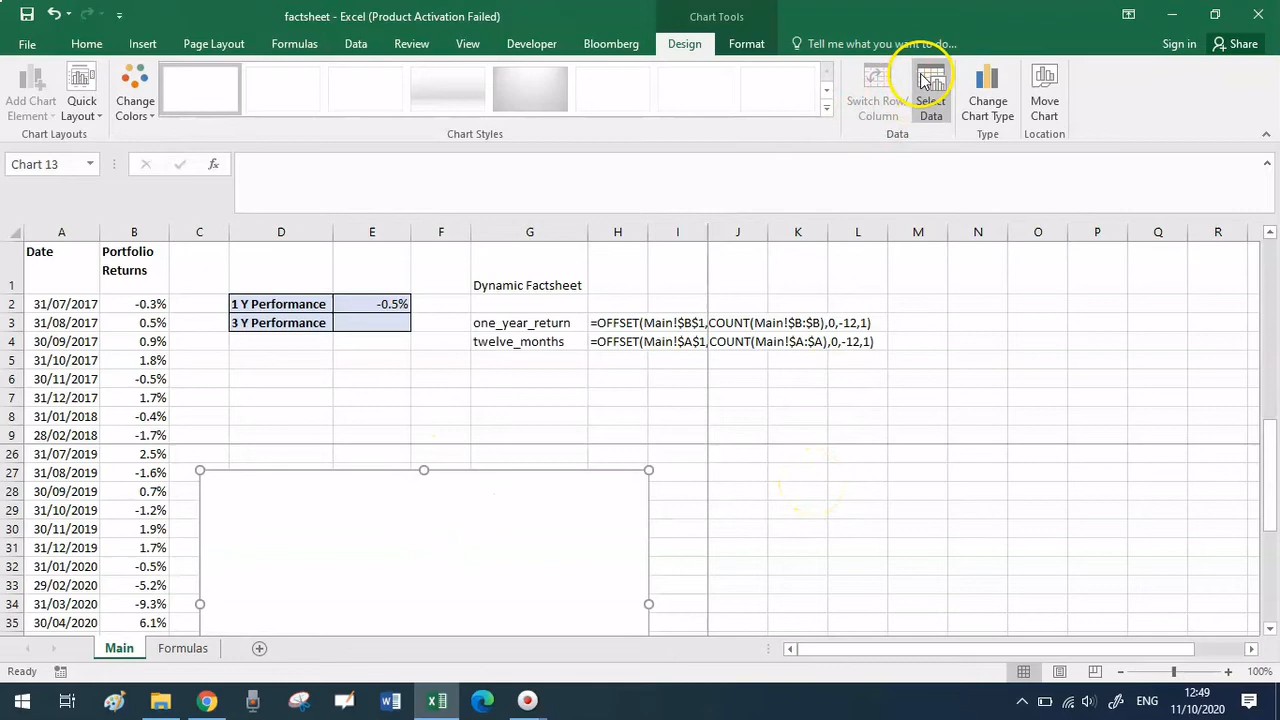 factsheet - Excel (Product Activation Failed)
Chart Tools
File Home Insert Page Layout Formulas Data Review View Developer Bloomberg Design Format Tell me what you want to do... Sign in Share
Add Chart Element
Quick Layout
Change Colors
Switch Row/ Column
Select Data
Change Chart Type
Move Chart
Chart Layouts Chart Styles Data Type Location
Chart 13
fx
A B C D E F G H I J K L M N O P Q R
1 Date Portfolio Returns Dynamic Factsheet
2 31/07/2017 -0.3% 1 Y Performance -0.5%
3 31/08/2017 0.5% 3 Y Performance one_year_return =OFFSET(Main!$B$1,COUNT(Main!$B:$B),0,-12,1)
4 30/09/2017 0.9% twelve_months =OFFSET(Main!$A$1,COUNT(Main!$A:$A),0,-12,1)
5 31/10/2017 1.8%
6 30/11/2017 -0.5%
7 31/12/2017 1.7%
8 31/01/2018 -0.4%
9 28/02/2018 -1.7%
26 31/07/2019 2.5%
27 31/08/2019 -1.6%
28 30/09/2019 0.7%
29 31/10/2019 -1.2%
30 30/11/2019 1.9%
31 31/12/2019 1.7%
32 31/01/2020 -0.5%
33 29/02/2020 -5.2%
34 31/03/2020 -9.3%
35 30/04/2020 6.1%
Main Formulas
Ready 100%
ENG 12:49
11/10/2020